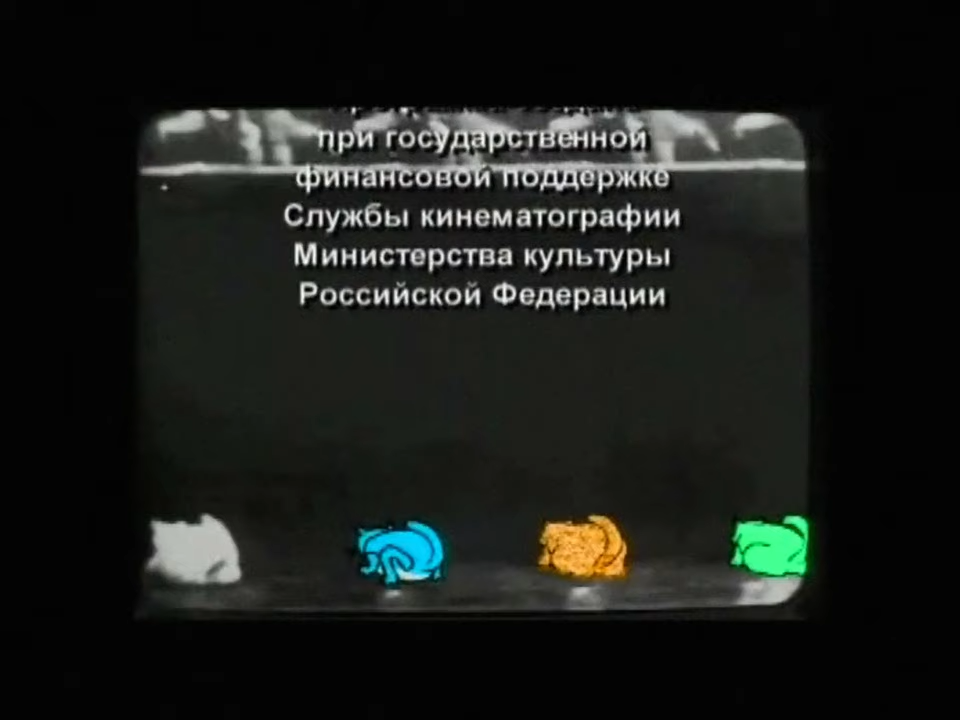 при государственной
финансовой поддержке
Службы кинематографии
Министерства культуры
Российской Федерации